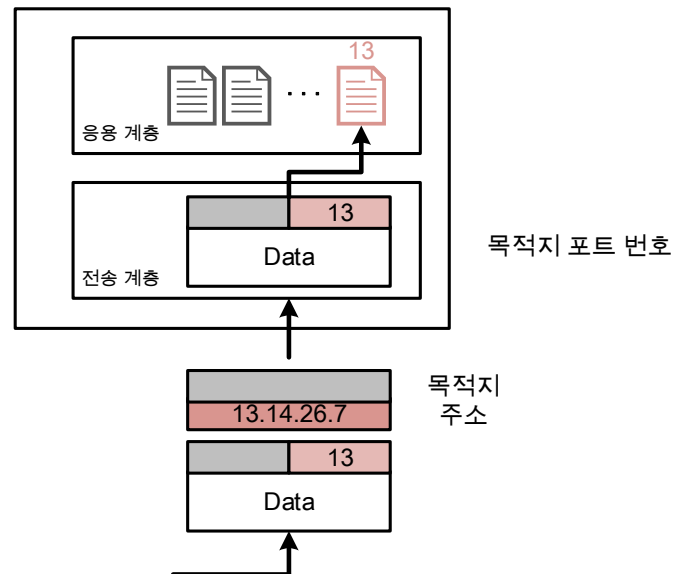 13
...
응용 계층
13
Data
전송 계층
목적지 포트 번호
목적지
주소
13.14.26.7
13
Data